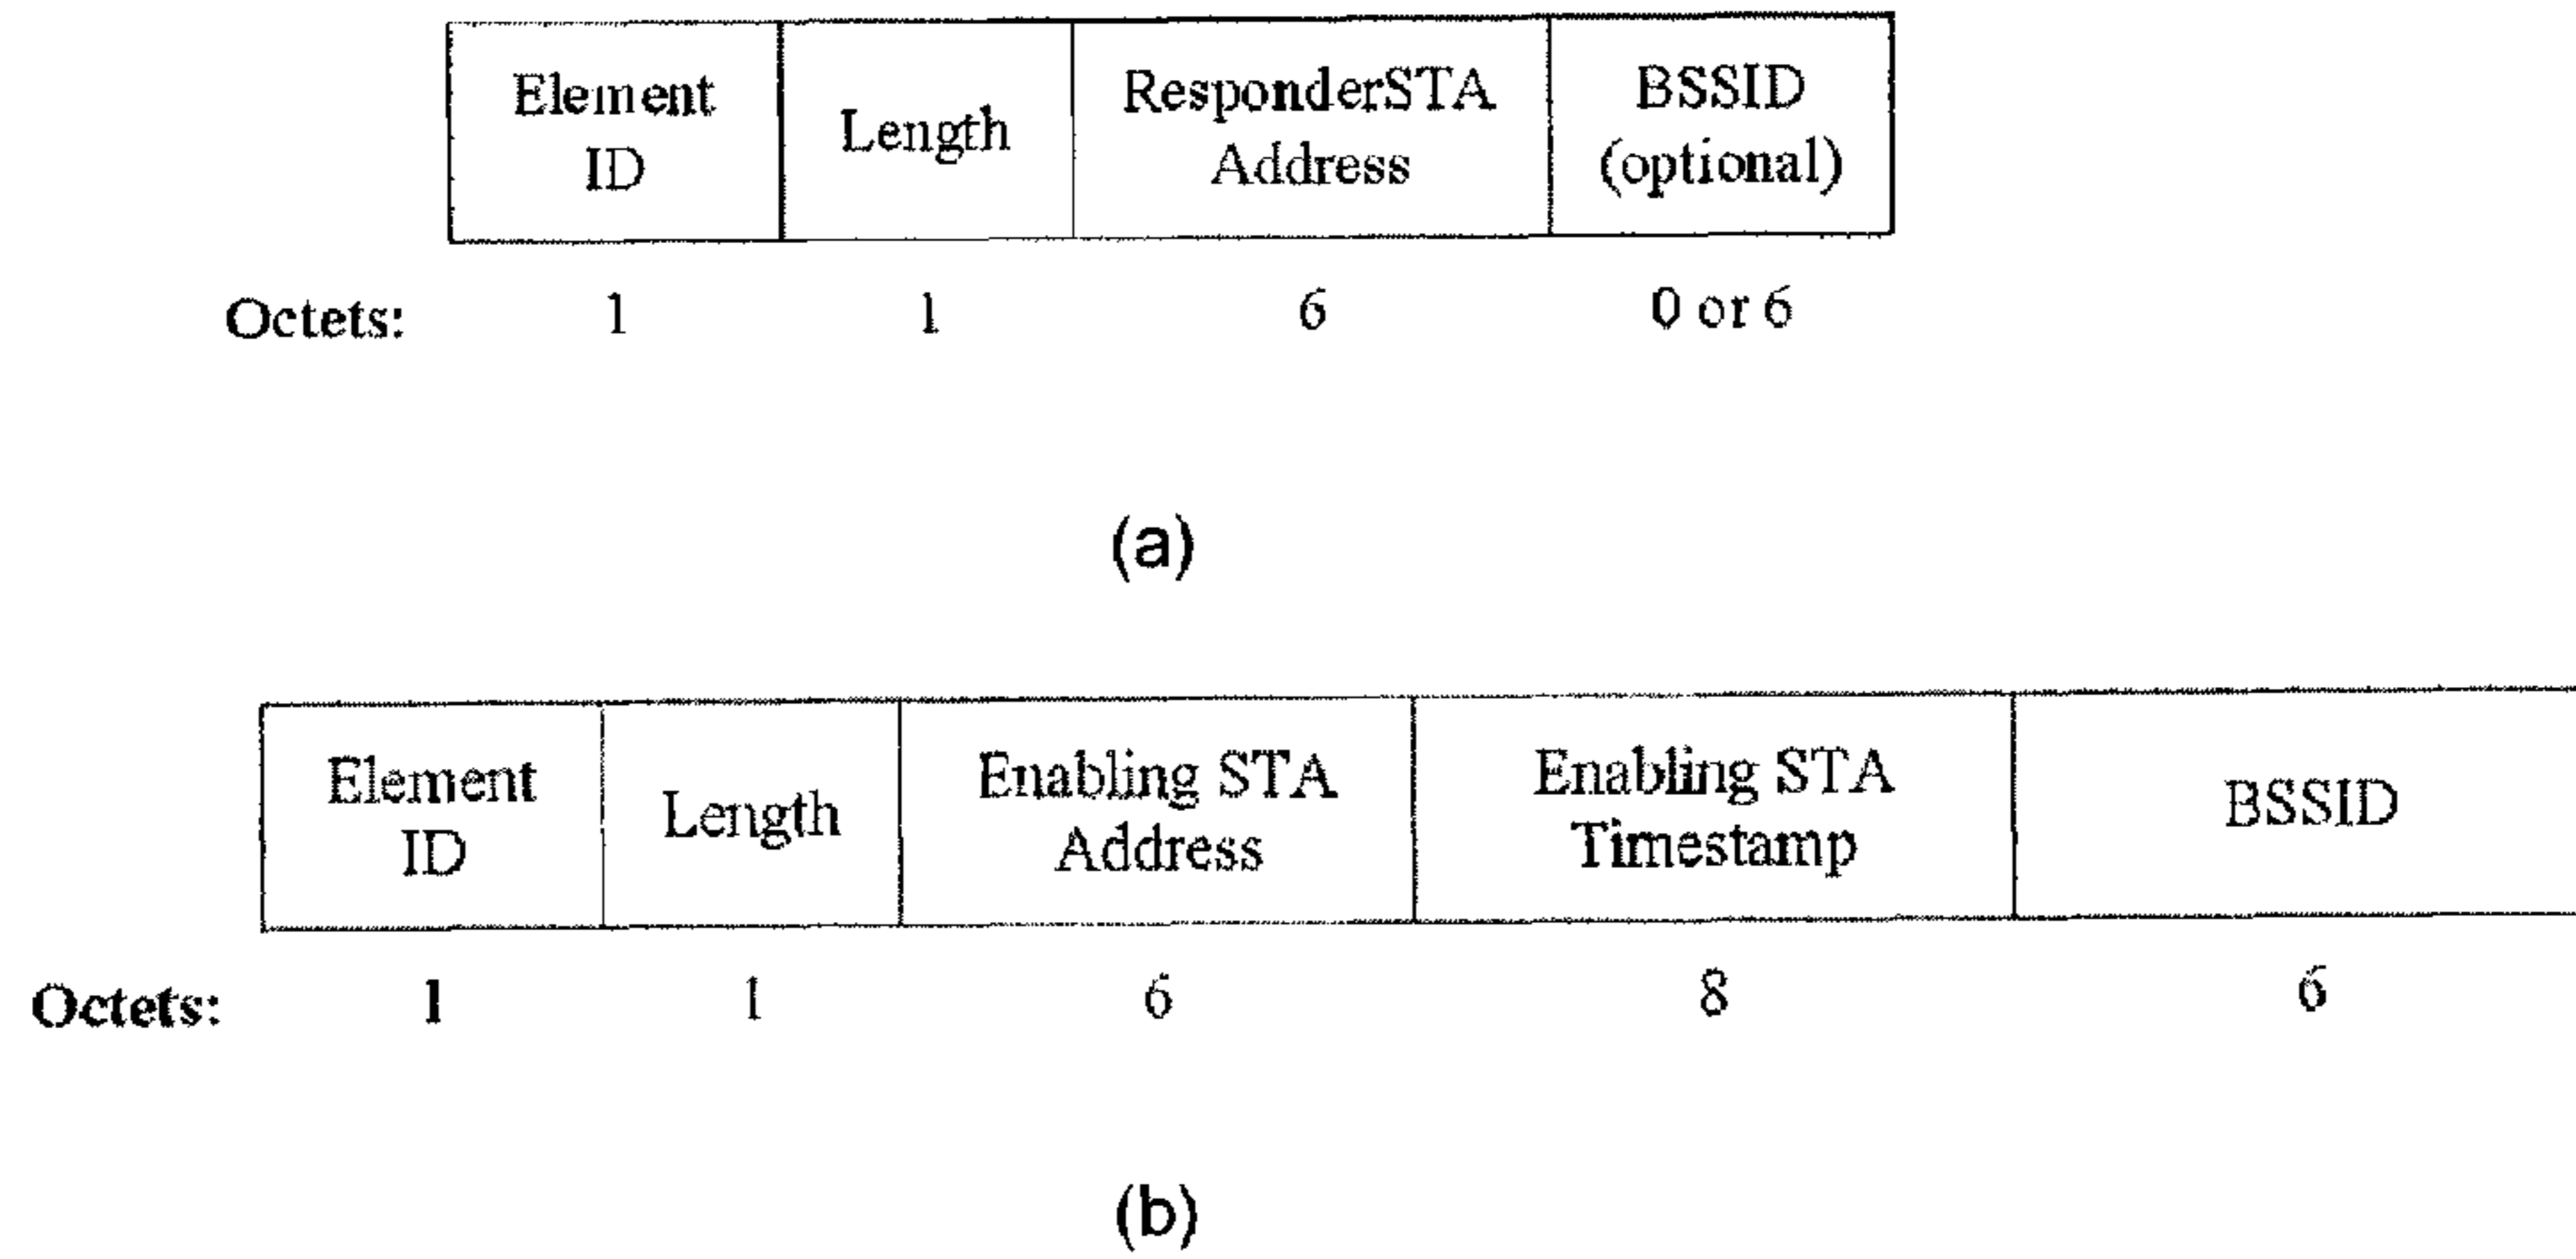 Element
ID
Length
ResponderSTA
Address
BSSID
(optional)
Octets: 1 1 6 0 or 6
(a)
Element
ID
Length
Enabling STA
Address
Enabling STA
Timestamp
BSSID
Octets: 1 1 6 8 6
(b)